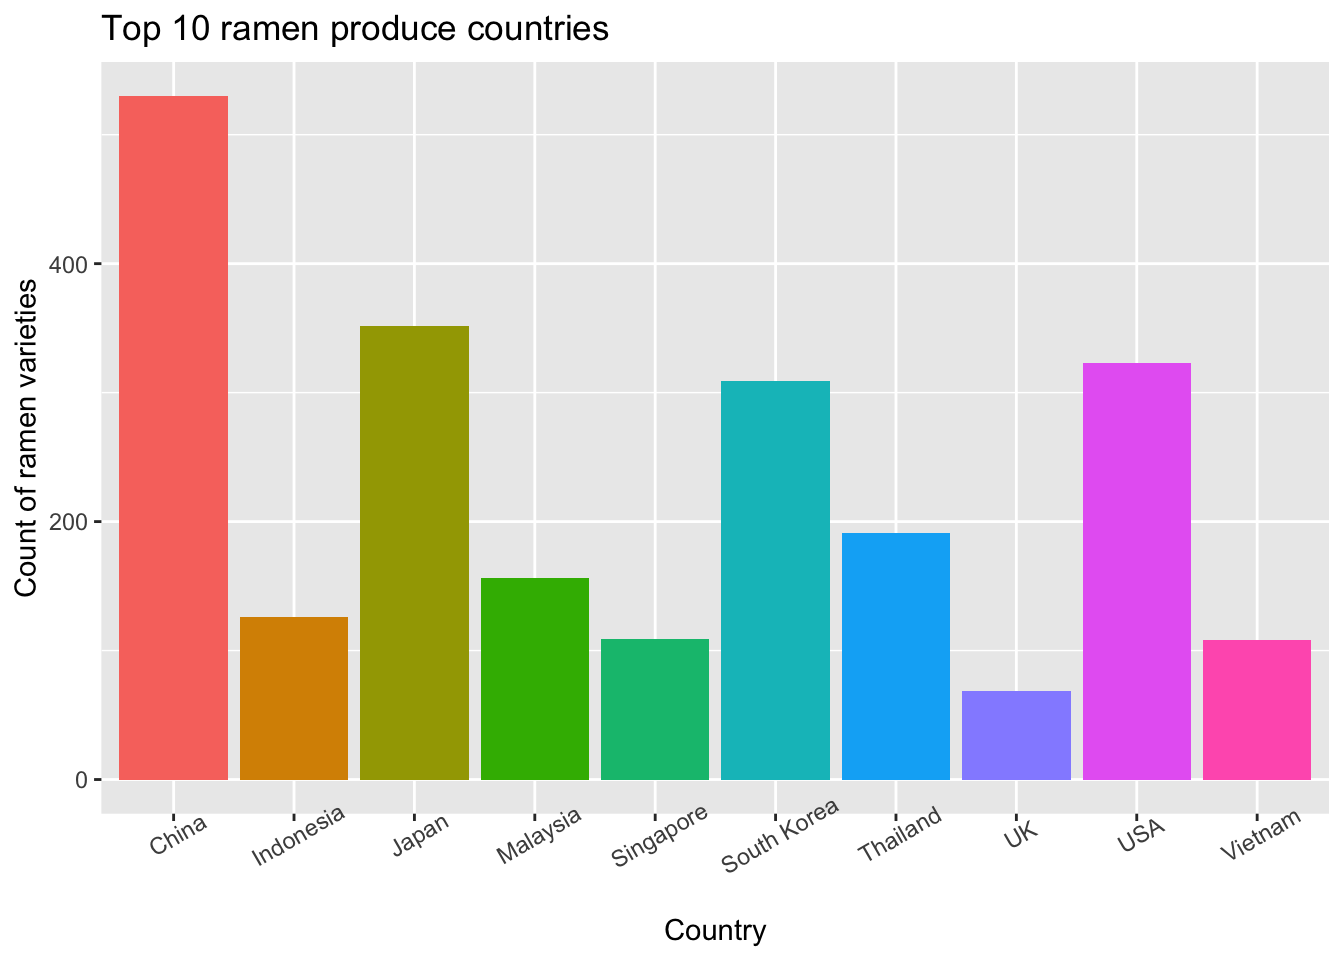 Top 10 ramen produce countries
Count of ramen varieties
400
200
0
China Indonesia Japan Malaysia Singapore South Korea Thailand UK USA Vietnam
Country